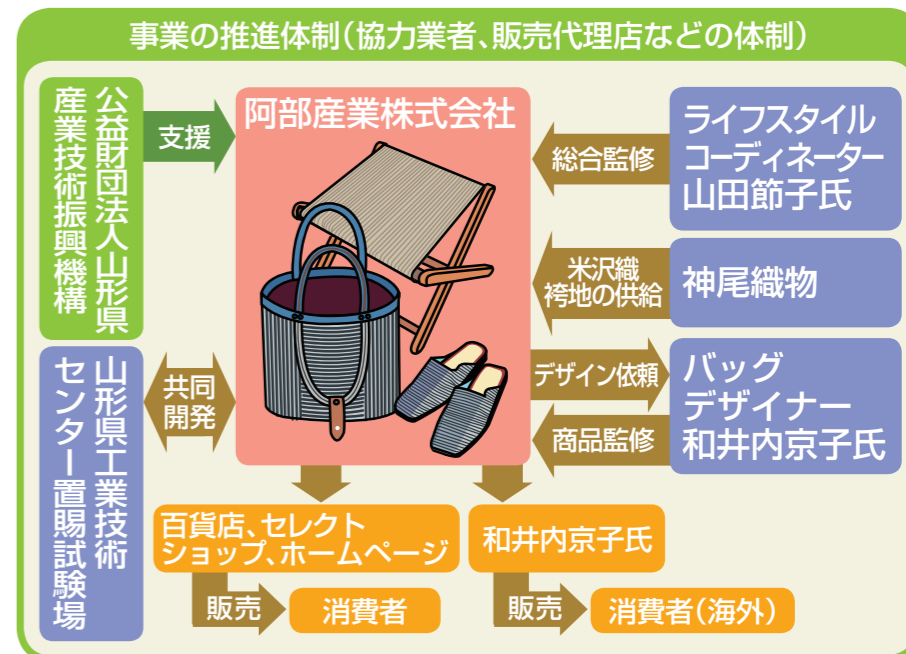 事業の推進体制(協力業者、販売代理店などの体制)
公益財団法人山形県
産業技術振興機構
支援
阿部産業株式会社
総合監修
ライフスタイル
コーディネーター
山田節子氏
米沢織
袴地の供給
神尾織物
山形県工業技術
センター置賜試験場
共同
開発
デザイン依頼
商品監修
バッグ
デザイナー
和井内京子氏
百貨店、セレクト
ショップ、ホームページ
販売
消費者
和井内京子氏
販売
消費者(海外)